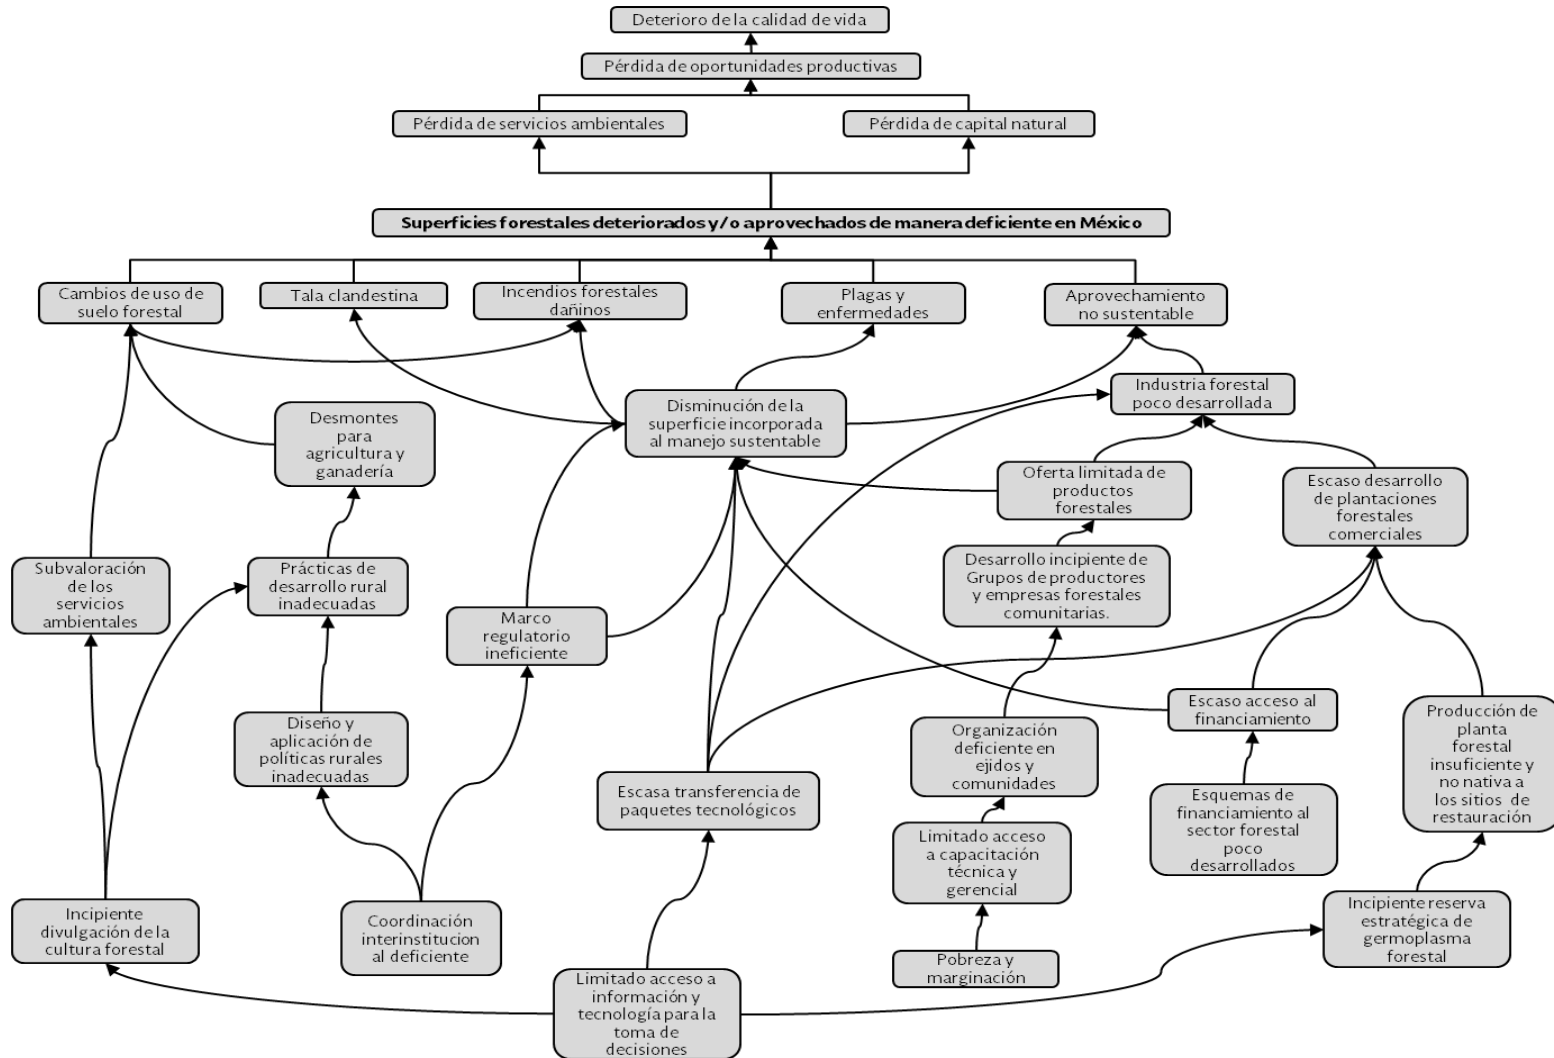 Deterioro de la calidad de vida
Pérdida de oportunidades productivas
Pérdida de servicios ambientales
Pérdida de capital natural
Superficies forestales deteriorados y/o aprovechados de manera deficiente en México
Cambios de uso de
suelo forestal
Tala clandestina
Incendios forestales
dañinos
Plagas y
enfermedades
Aprovechamiento
no sustentable
Industria forestal
poco desarrollada
Desmontes
para
agricultura y
ganadería
Disminución de la
superficie incorporada
al manejo sustentable
Oferta limitada de
productos
forestales
Escaso desarrollo
de plantaciones
forestales
comerciales
Subvaloración
de los
servicios
ambientales
Prácticas de
desarrollo rural
inadecuadas
Desarrollo incipiente de
Grupos de productores
y empresas forestales
comunitarias.
Marco
regulatorio
ineficiente
Escaso acceso al
financiamiento
Producción de
planta
forestal
insuficiente y
no nativa a
los sitios de
restauración
Diseño y
aplicación de
políticas rurales
inadecuadas
Organización
deficiente en
ejidos y
comunidades
Escasa transferencia de
paquetes tecnológicos
Esquemas de
financiamiento al
sector forestal
poco
desarrollados
Limitado acceso
a capacitación
técnica y
gerencial
Incipiente
divulgación de la
cultura forestal
Coordinación
interinstitucion
al deficiente
Incipiente reserva
estratégica de
germoplasma
forestal
Pobreza y
marginación
Limitado acceso a
información y
tecnología para la
toma de
decisiones